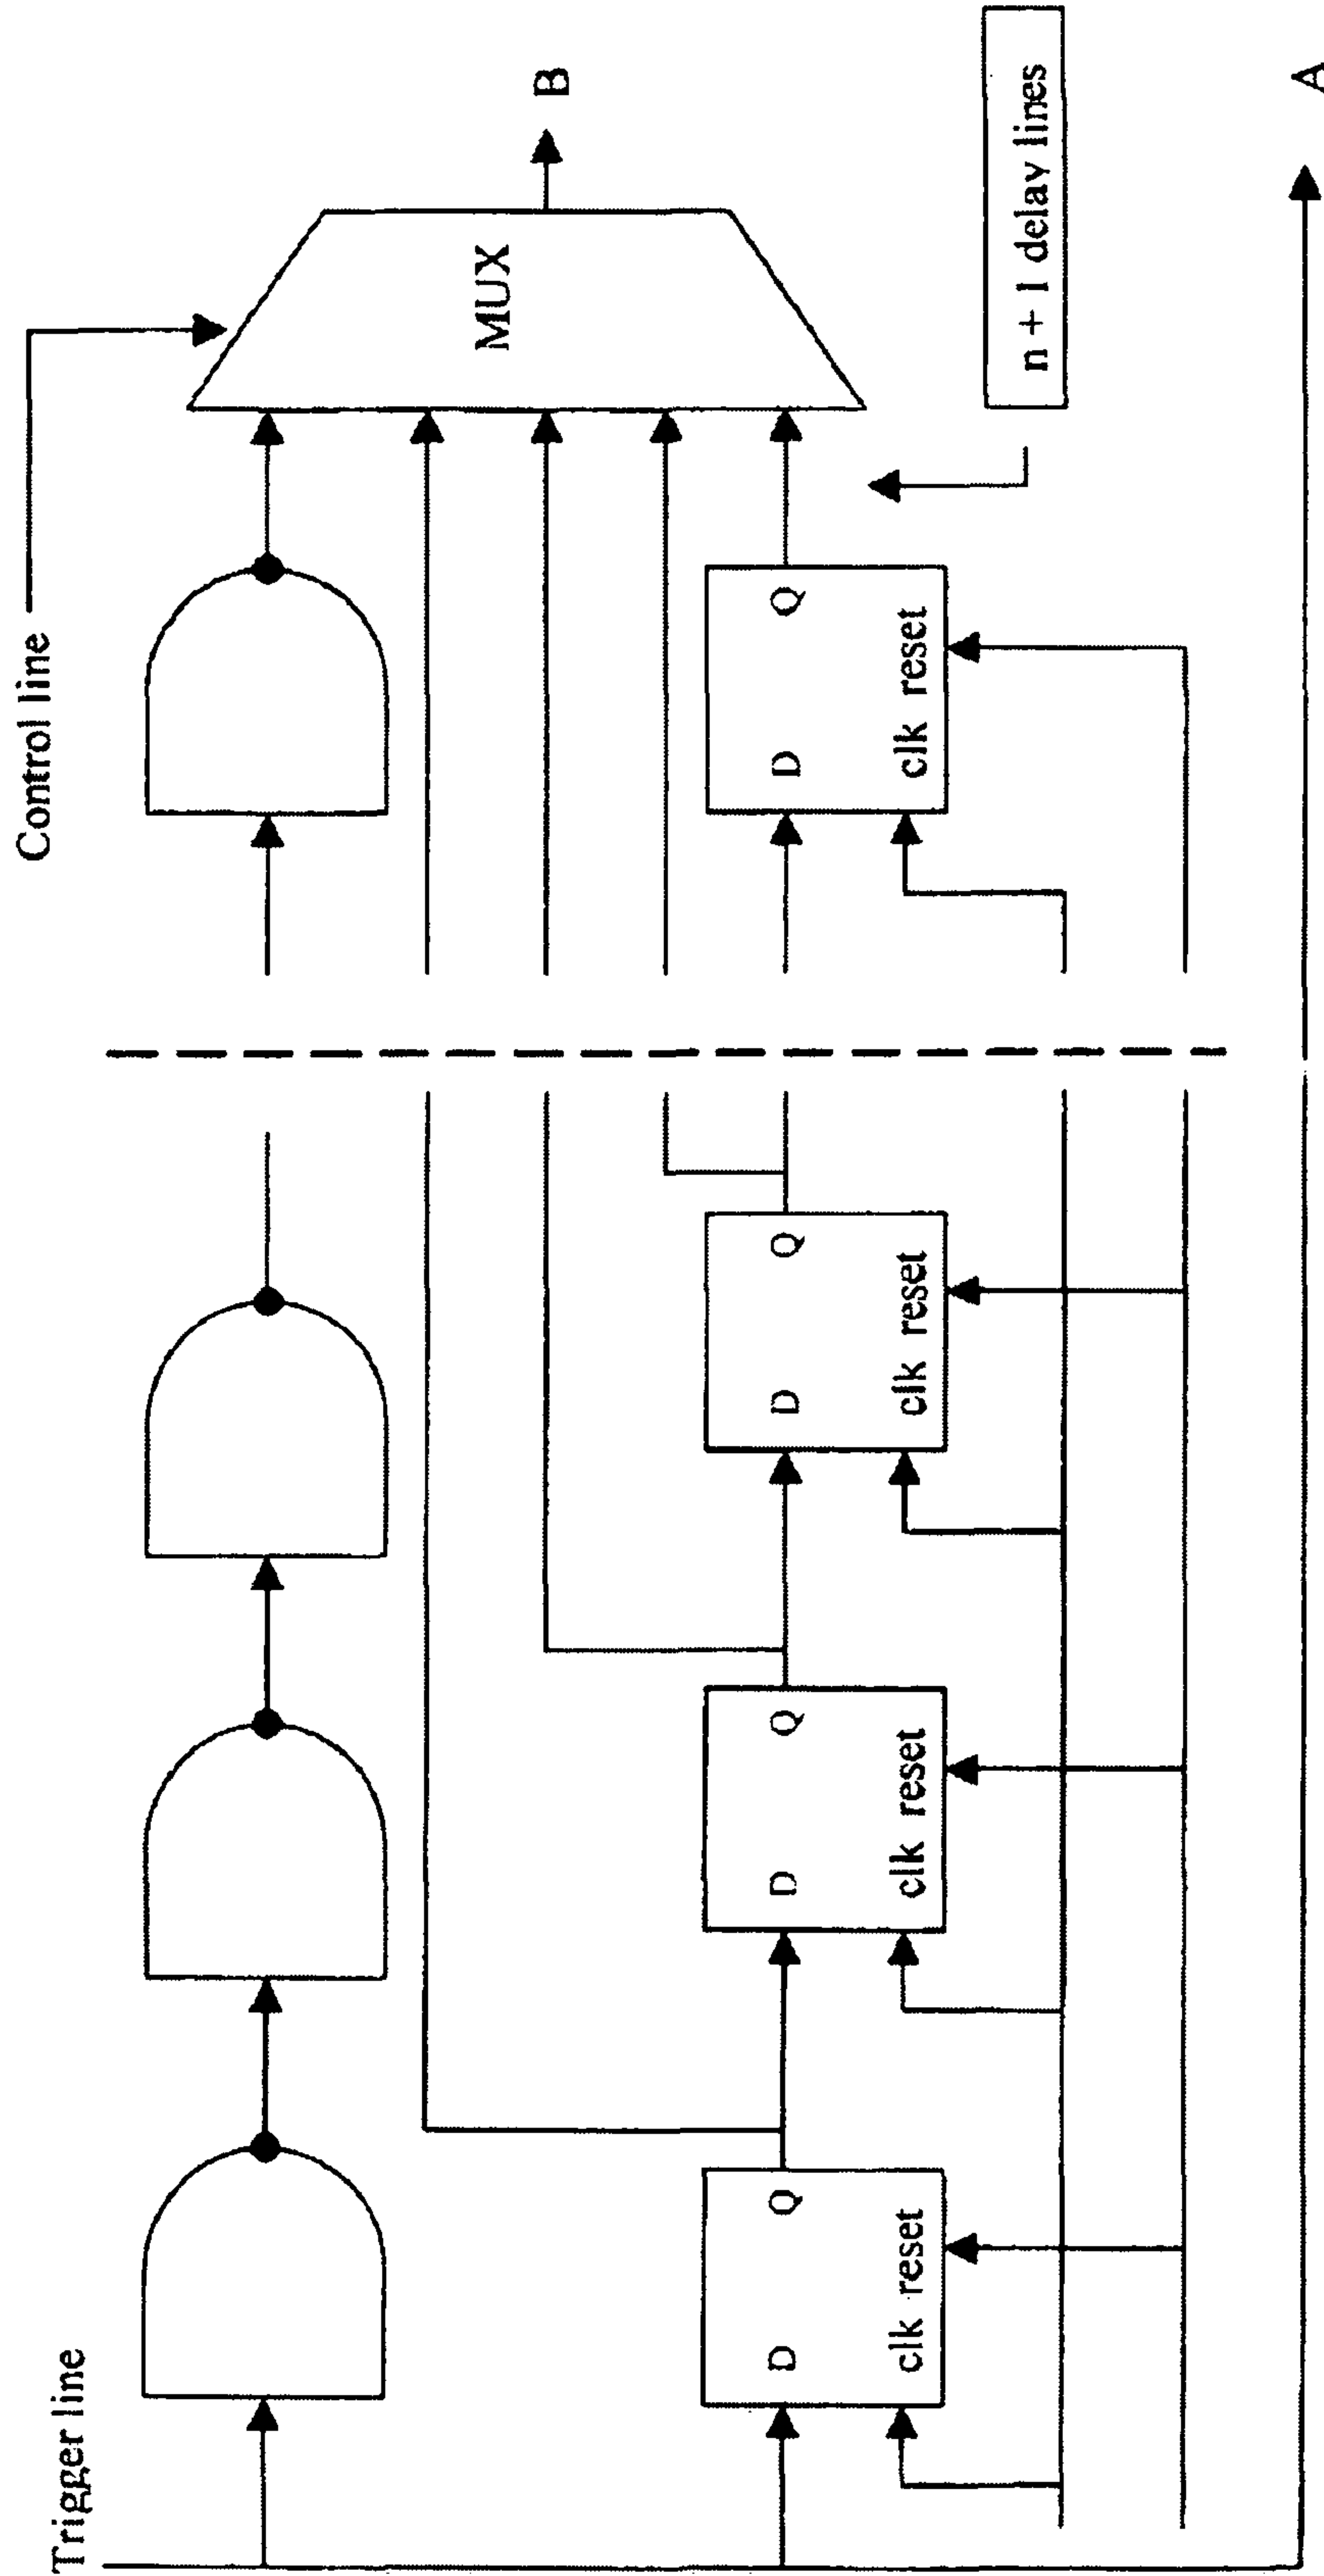 Trigger line
Control line
MUX
B
D
Q
clk reset
D
Q
clk reset
D
Q
clk reset
D
Q
clk reset
n + 1 delay lines
A